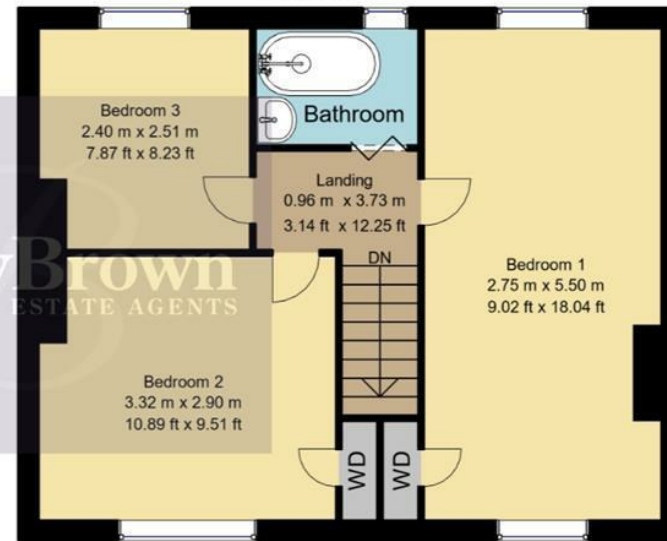 Bedroom 3
2.40 m x 2.51 m
7.87 ft x 8.23 ft
Bathroom
Landing
0.96 m x 3.73 m
3.14 ft x 12.25 ft
DN
Bedroom 1
2.75 m x 5.50 m
9.02 ft x 18.04 ft
yBrown
ESTATE AGENTS
Bedroom 2
3.32 m x 2.90 m
10.89 ft x 9.51 ft
WD
WD